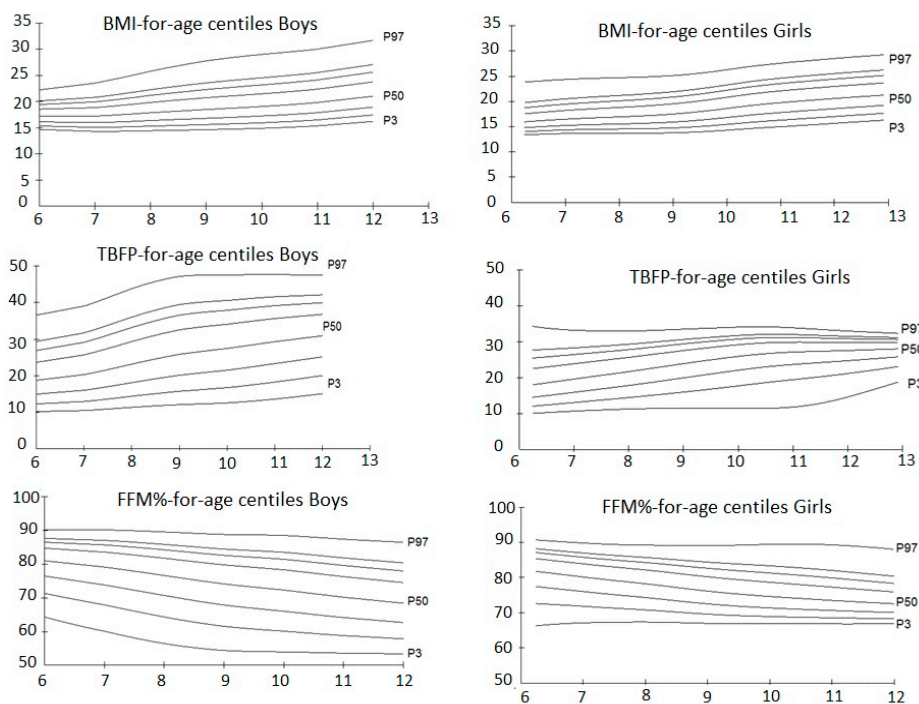 BMI-for-age centiles Boys
35
30
25
20
15
10
5
0
P97
P50
P3
6 7 8 9 10 11 12 13
BMI-for-age centiles Girls
35
30
25
20
15
10
5
0
P97
P50
P3
6 7 8 9 10 11 12 13
TBFP-for-age centiles Boys
50
40
30
20
10
0
P97
P50
P3
6 7 8 9 10 11 12 13
TBFP-for-age centiles Girls
50
40
30
20
10
0
P97
P50
P3
6 7 8 9 10 11 12 13
FFM%-for-age centiles Boys
100
90
80
70
60
50
P97
P50
P3
6 7 8 9 10 11 12
FFM%-for-age centiles Girls
100
90
80
70
60
50
P97
P50
P3
6 7 8 9 10 11 12